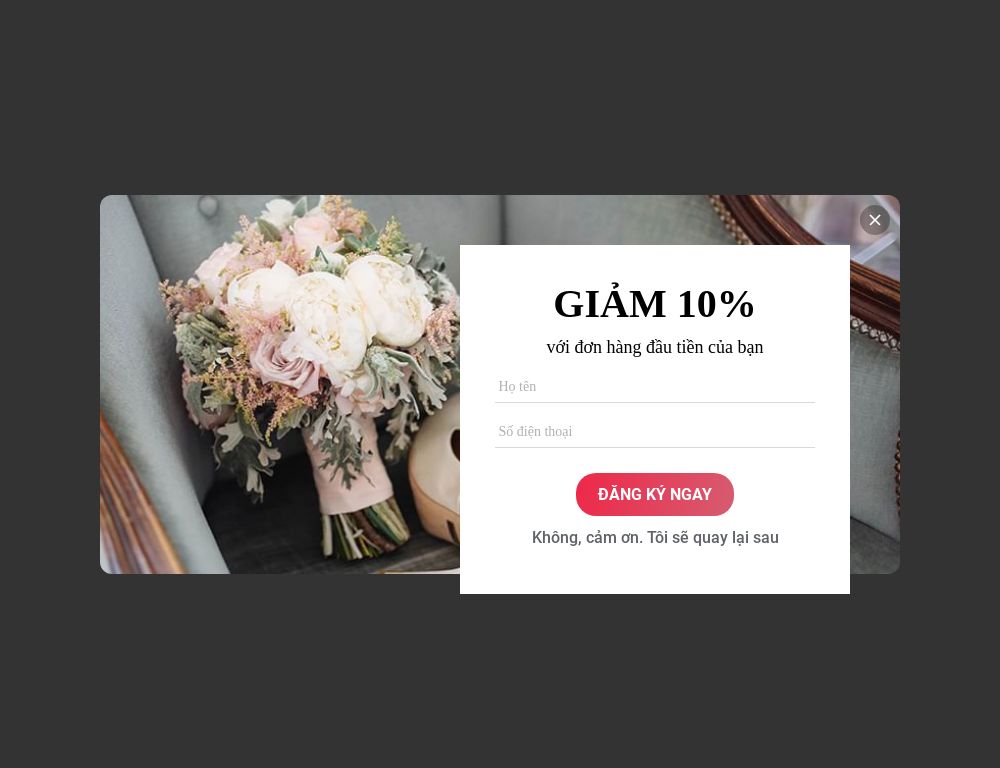 GIẢM 10%
với đơn hàng đầu tiền của bạn
Họ tên
Số điện thoại
ĐĂNG KÝ NGAY
Không, cảm ơn. Tôi sẽ quay lại sau